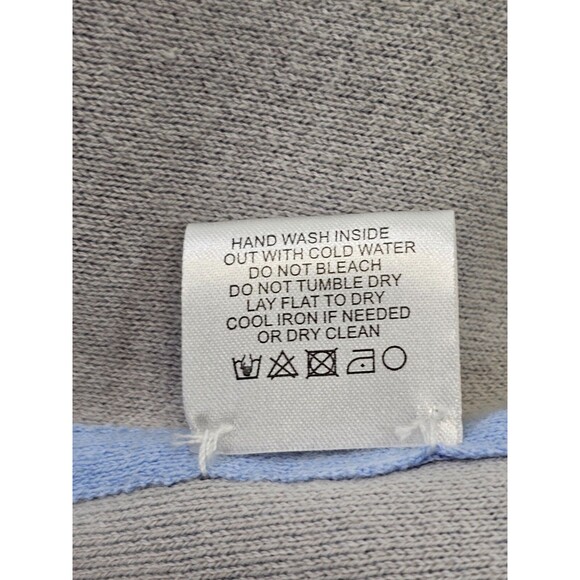 HAND WASH INSIDE
OUT WITH COLD WATER
DO NOT BLEACH
DO NOT TUMBLE DRY
LAY FLAT TO DRY
COOL IRON IF NEEDED
OR DRY CLEAN